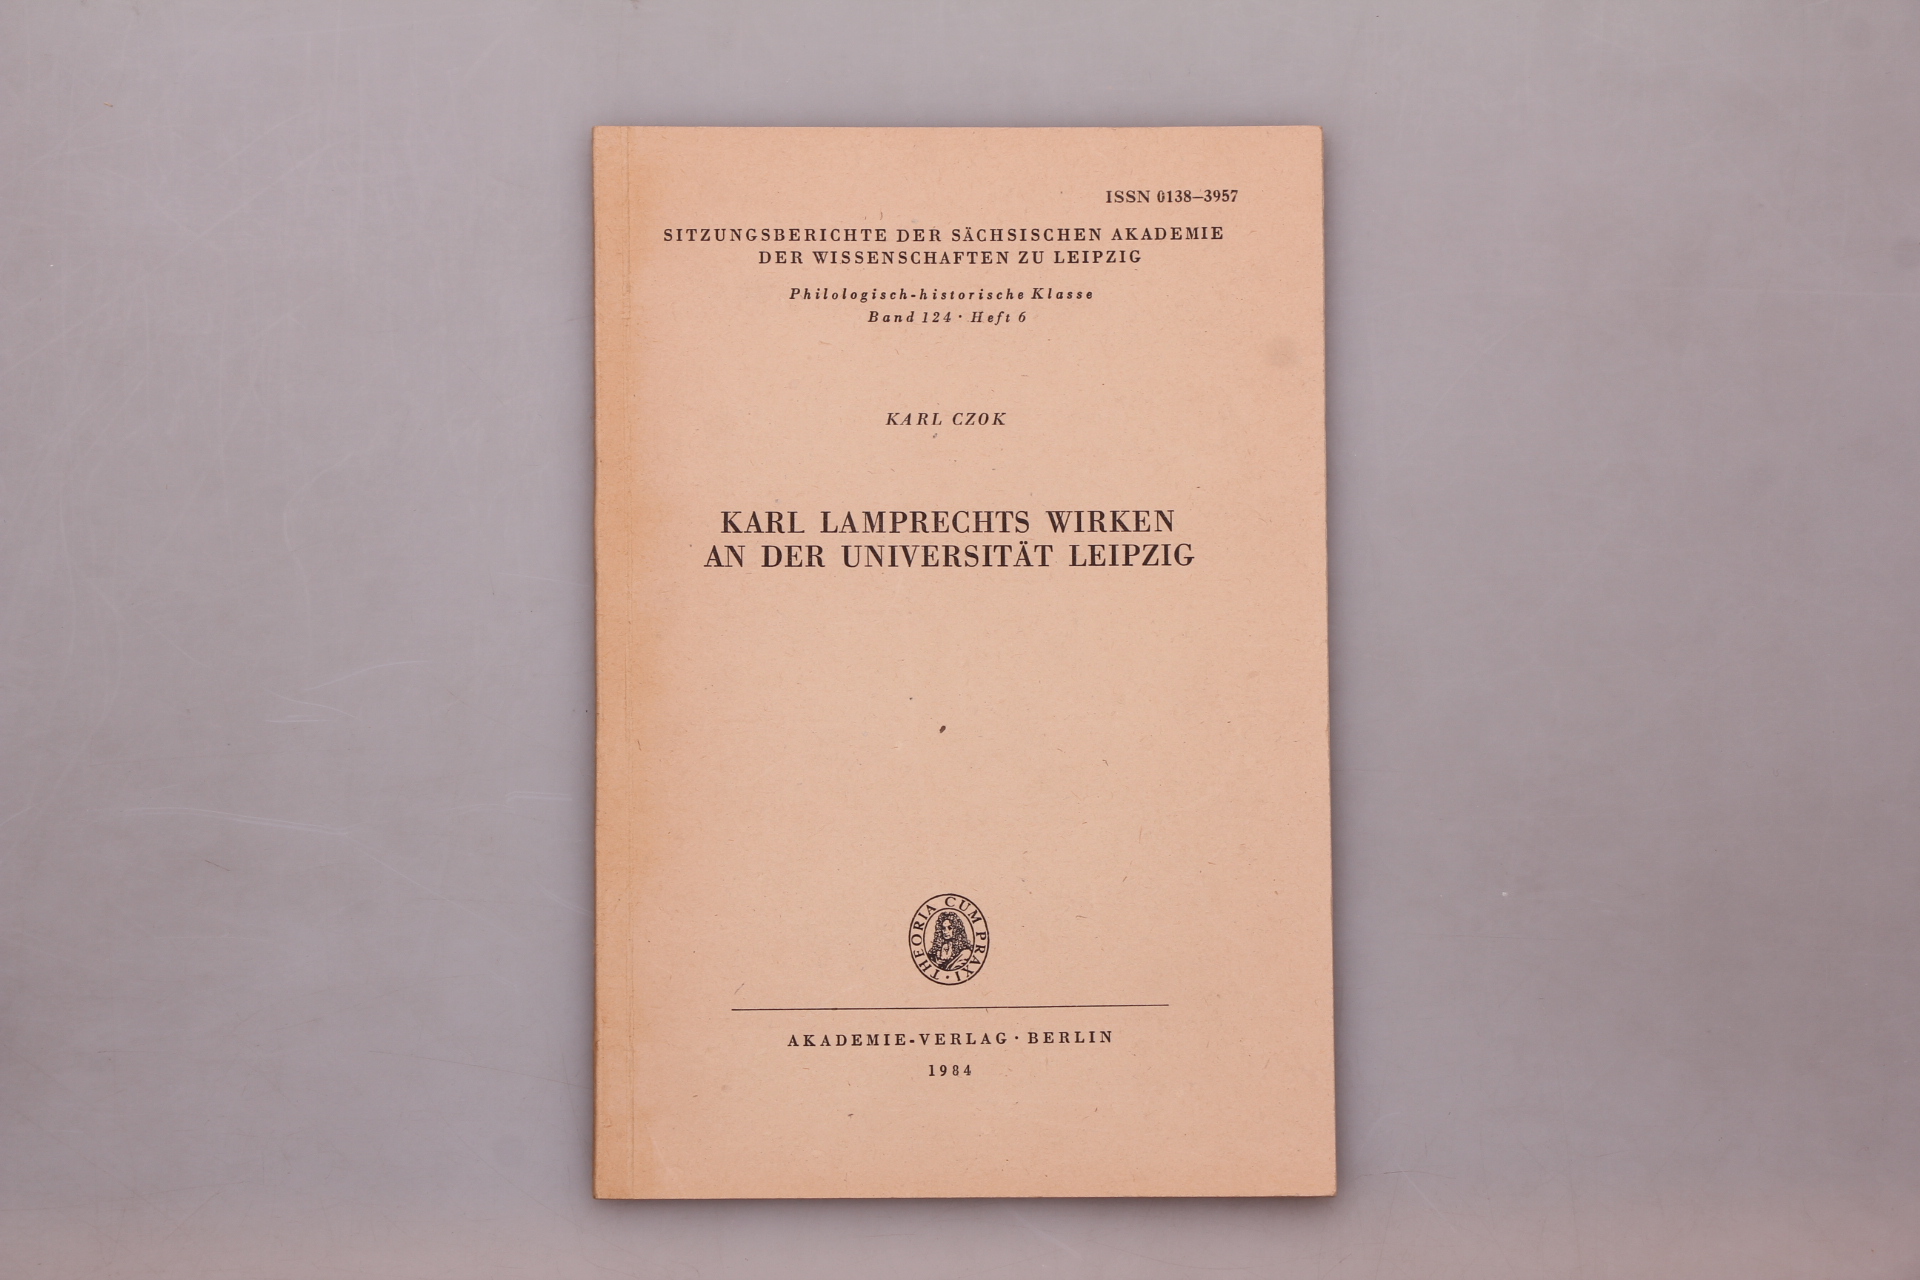 ISSN 0138–3957
SITZUNGSBERICHTE DER SÄCHSISCHEN AKADEMIE
DER WISSENSCHAFTEN ZU LEIPZIG
Philologisch-historische Klasse
Band 124 · Heft 6
KARL CZOK
KARL LAMPRECHTS WIRKEN
AN DER UNIVERSITÄT LEIPZIG
THEORIA CUM PRAXI ·
AKADEMIE-VERLAG · BERLIN
1984